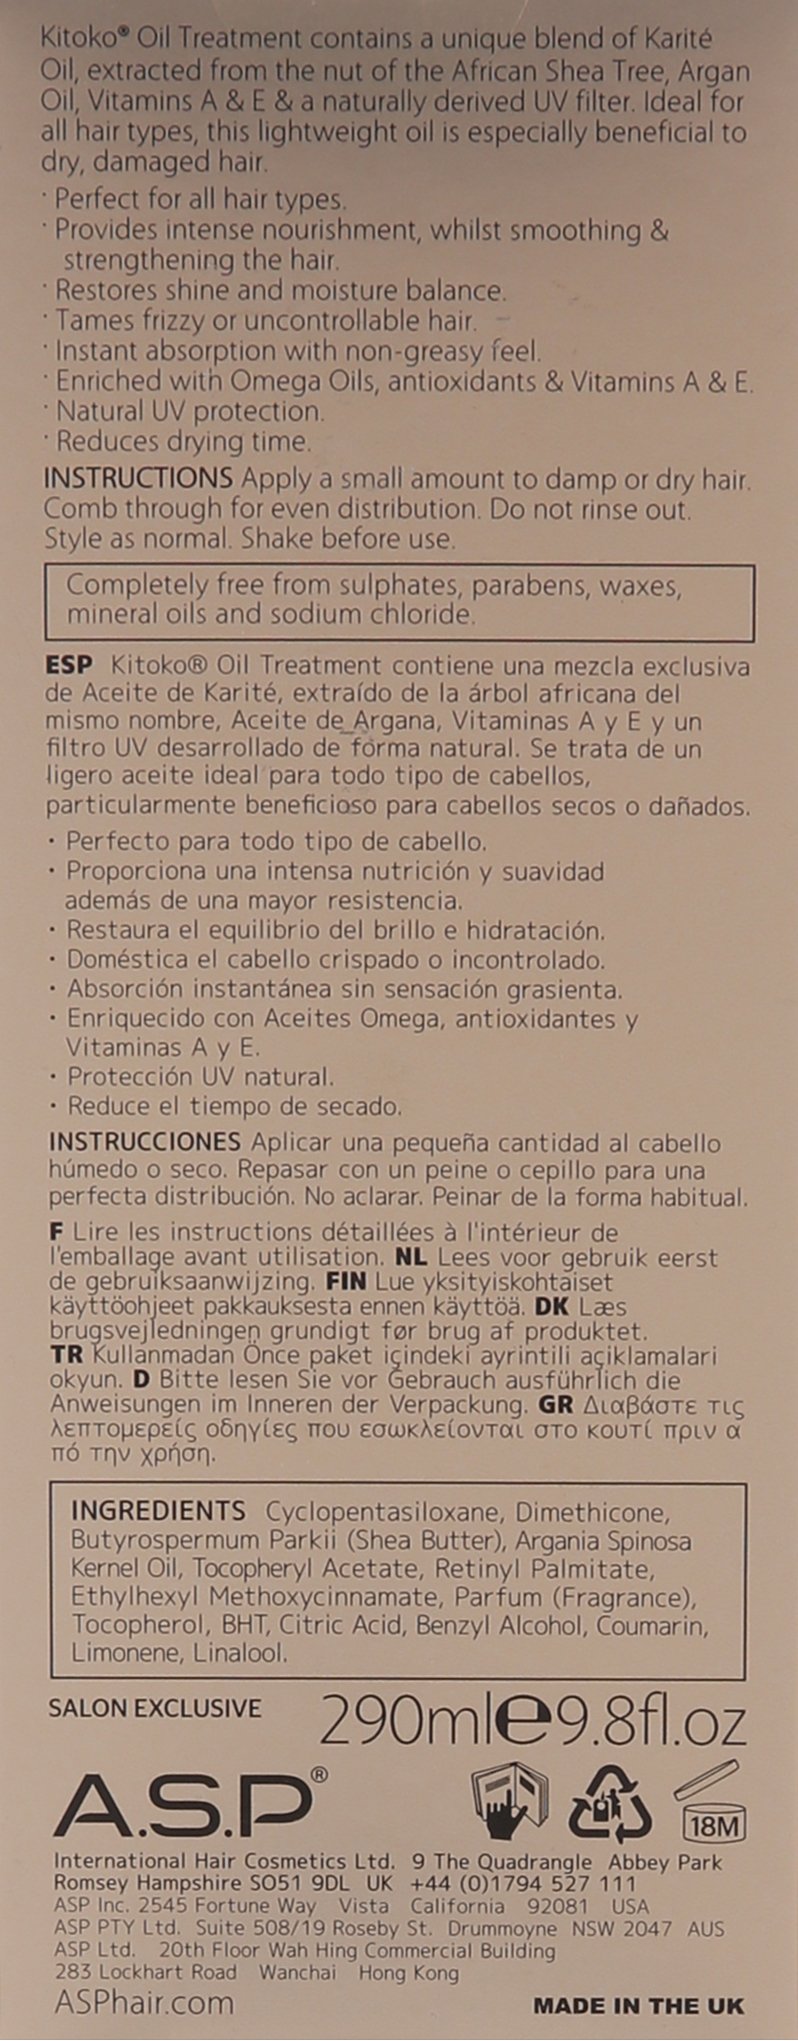 Kitoko® Oil Treatment contains a unique blend of Karité
Oil, extracted from the nut of the African Shea Tree, Argan
Oil, Vitamins A & E & a naturally derived UV filter. Ideal for
all hair types, this lightweight oil is especially beneficial to
dry, damaged hair.
· Perfect for all hair types.
· Provides intense nourishment, whilst smoothing &
strengthening the hair.
· Restores shine and moisture balance.
· Tames frizzy or uncontrollable hair.
· Instant absorption with non-greasy feel.
· Enriched with Omega Oils, antioxidants & Vitamins A & E.
· Natural UV protection.
· Reduces drying time.
INSTRUCTIONS Apply a small amount to damp or dry hair.
Comb through for even distribution. Do not rinse out.
Style as normal. Shake before use.
Completely free from sulphates, parabens, waxes,
mineral oils and sodium chloride.
ESP Kitoko® Oil Treatment contiene una mezcla exclusiva
de Aceite de Karité, extraído de la árbol africana del
mismo nombre, Aceite de Argana, Vitaminas A y E y un
filtro UV desarrollado de forma natural. Se trata de un
ligero aceite ideal para todo tipo de cabellos,
particularmente beneficioso para cabellos secos o dañados.
· Perfecto para todo tipo de cabello.
· Proporciona una intensa nutrición y suavidad
además de una mayor resistencia.
· Restaura el equilibrio del brillo e hidratación.
· Doméstica el cabello crispado o incontrolado.
· Absorción instantánea sin sensación grasienta.
· Enriquecido con Aceites Omega, antioxidantes y
Vitaminas A y E.
· Protección UV natural.
· Reduce el tiempo de secado.
INSTRUCCIONES Aplicar una pequeña cantidad al cabello
húmedo o seco. Repasar con un peine o cepillo para una
perfecta distribución. No aclarar. Peinar de la forma habitual.
F Lire les instructions détaillées à l'intérieur de
l'emballage avant utilisation. NL Lees voor gebruik eerst
de gebruiksaanwijzing. FIN Lue yksityiskohtaiset
käyttöohjeet pakkauksesta ennen käyttöä. DK Læs
brugsvejledningen grundigt før brug af produktet.
TR Kullanmadan Önce paket içindeki ayrintili açiklamalari
okyun. D Bitte lesen Sie vor Gebrauch ausführlich die
Anweisungen im Inneren der Verpackung. GR Διαβάστε τις
λεπτομερείς οδηγίες που εσωκλείονται στο κουτί πριν α
πό την χρήση.
INGREDIENTS Cyclopentasiloxane, Dimethicone,
Butyrospermum Parkii (Shea Butter), Argania Spinosa
Kernel Oil, Tocopheryl Acetate, Retinyl Palmitate,
Ethylhexyl Methoxycinnamate, Parfum (Fragrance),
Tocopherol, BHT, Citric Acid, Benzyl Alcohol, Coumarin,
Limonene, Linalool.
SALON EXCLUSIVE 290ml℮9.8fl.oz
A.S.P® 18M
International Hair Cosmetics Ltd. 9 The Quadrangle Abbey Park
Romsey Hampshire SO51 9DL UK +44 (0)1794 527 111
ASP Inc. 2545 Fortune Way Vista California 92081 USA
ASP PTY Ltd. Suite 508/19 Roseby St. Drummoyne NSW 2047 AUS
ASP Ltd. 20th Floor Wah Hing Commercial Building
283 Lockhart Road Wanchai Hong Kong
ASPhair.com MADE IN THE UK